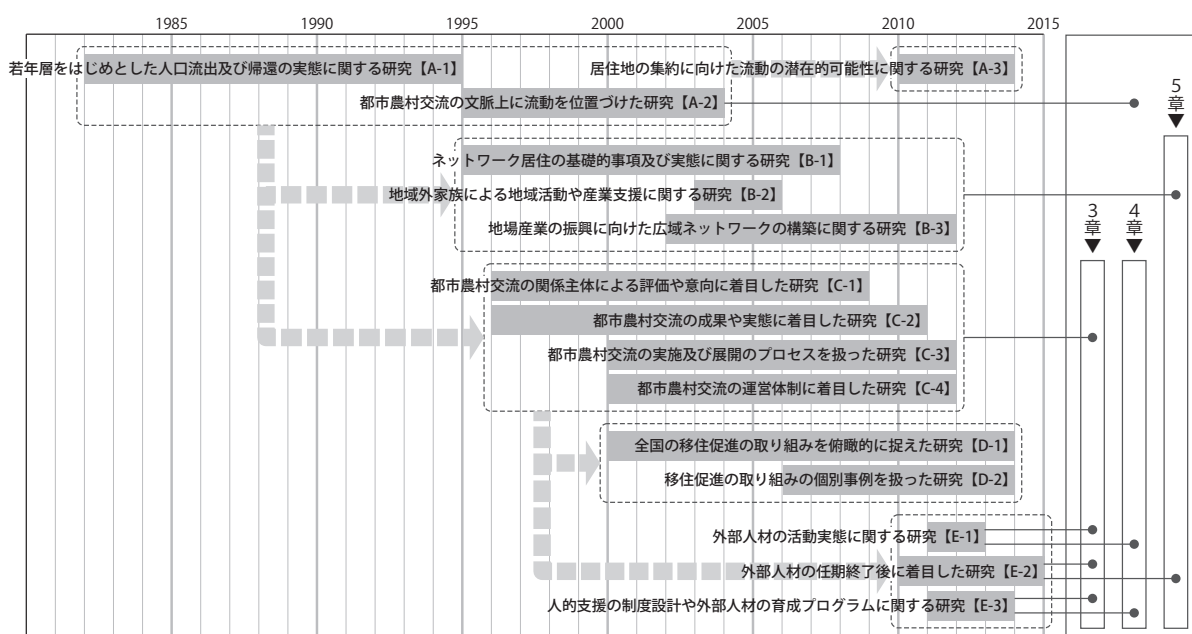 1985
1990
1995
2000
2005
2010
2015
若年層をはじめとした人口流出及び帰還の実態に関する研究【A-1】
居住地の集約に向けた流動の潜在的可能性に関する研究【A-3】
都市農村交流の文脈上に流動を位置づけた研究【A-2】
5章
ネットワーク居住の基礎的事項及び実態に関する研究【B-1】
地域外家族による地域活動や産業支援に関する研究【B-2】
地場産業の振興に向けた広域ネットワークの構築に関する研究【B-3】
3章
4章
都市農村交流の関係主体による評価や意向に着目した研究【C-1】
都市農村交流の成果や実態に着目した研究【C-2】
都市農村交流の実施及び展開のプロセスを扱った研究【C-3】
都市農村交流の運営体制に着目した研究【C-4】
全国の移住促進の取り組みを俯瞰的に捉えた研究【D-1】
移住促進の取り組みの個別事例を扱った研究【D-2】
外部人材の活動実態に関する研究【E-1】
外部人材の任期終了後に着目した研究【E-2】
人的支援の制度設計や外部人材の育成プログラムに関する研究【E-3】